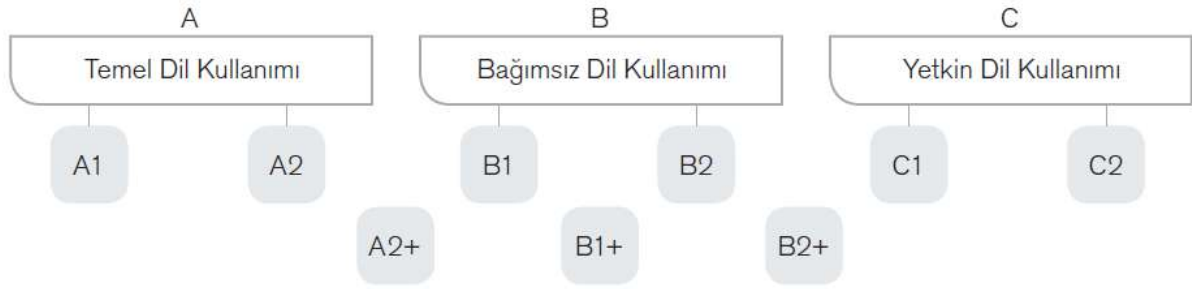 A B C
Temel Dil Kullanımı Bağımsız Dil Kullanımı Yetkin Dil Kullanımı
A1 A2 B1 B2 C1 C2
A2+ B1+ B2+